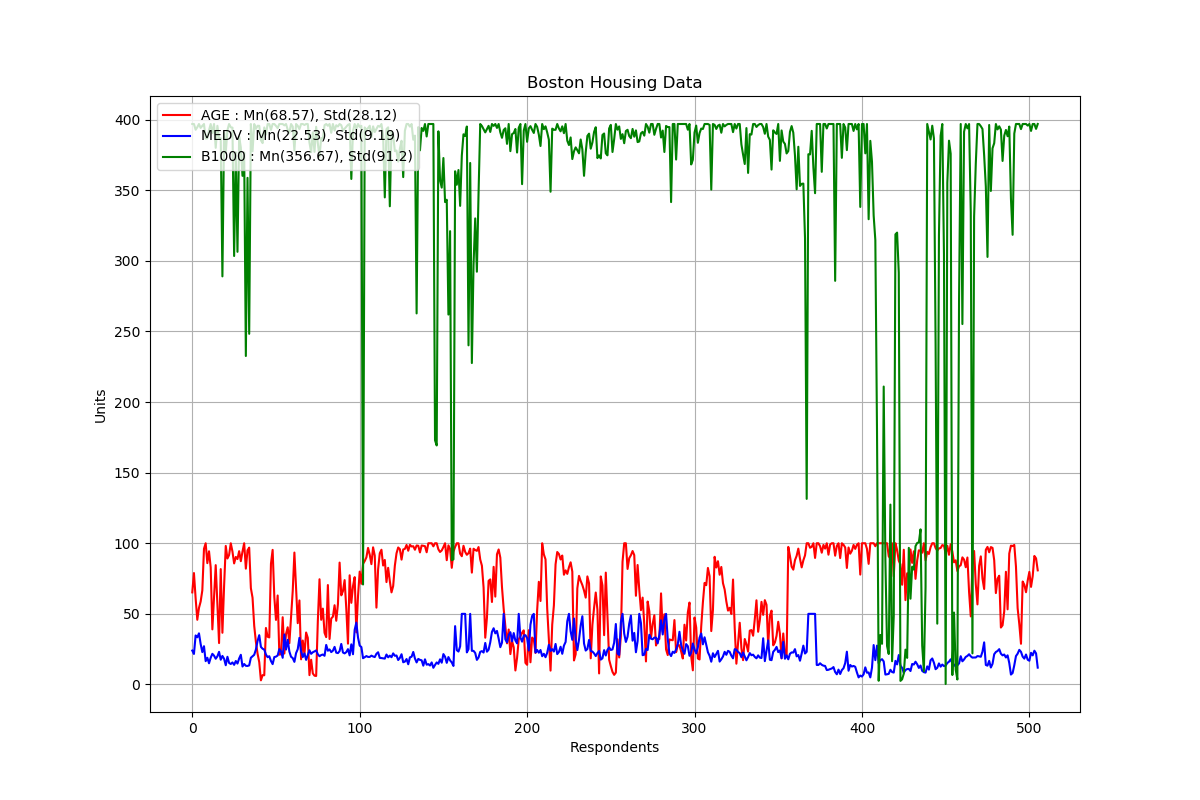 Boston Housing Data
AGE : Mn(68.57), Std(28.12)
MEDV : Mn(22.53), Std(9.19)
B1000 : Mn(356.67), Std(91.2)
400
350
300
250
200
150
100
50
0
Units
0 100 200 300 400 500
Respondents